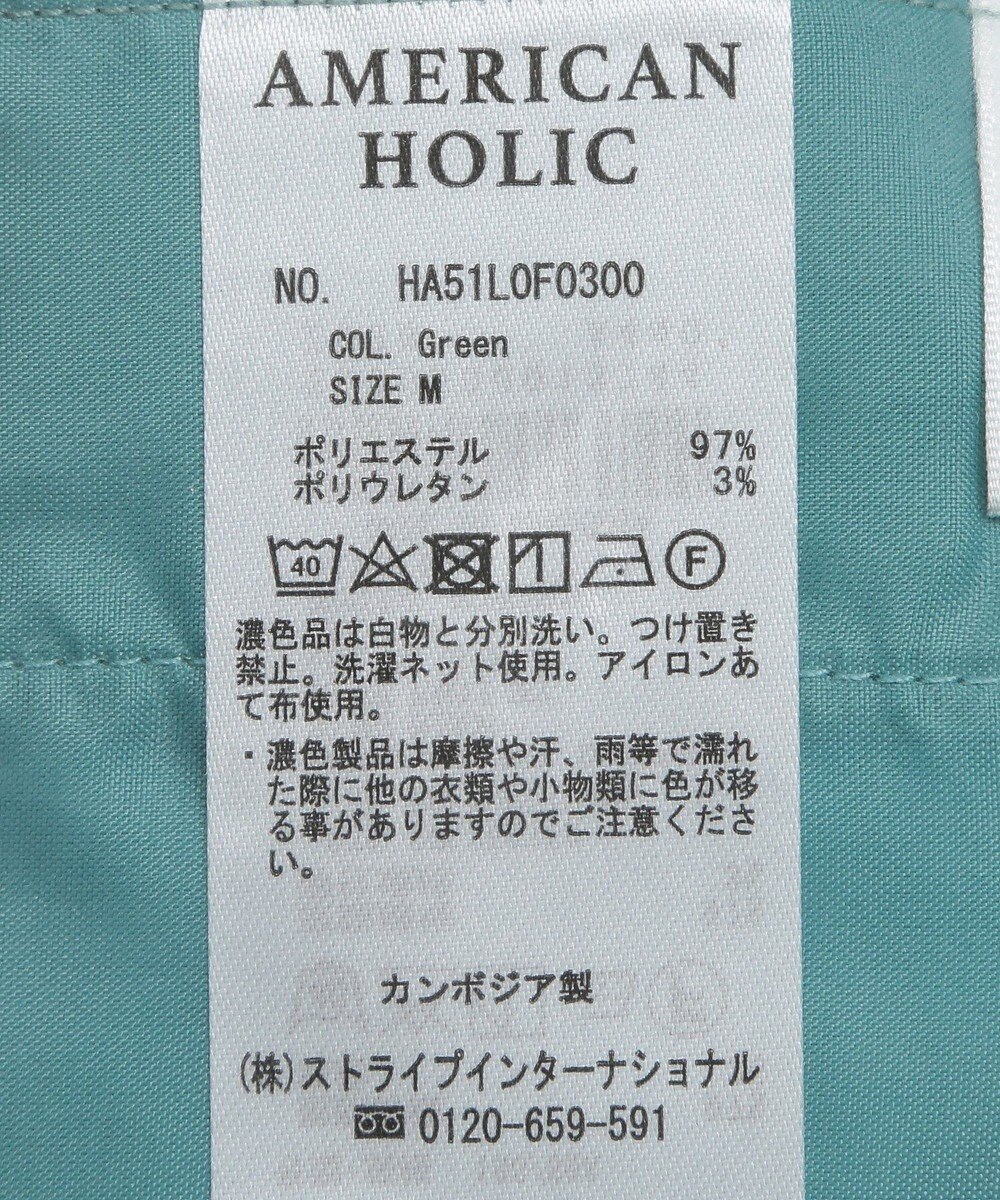 AMERICAN
HOLIC
NO. HA51L0F0300
COL. Green
SIZE M
ポリエステル 97%
ポリウレタン 3%
40 F
濃色品は白物と分別洗い。つけ置き
禁止。洗濯ネット使用。アイロンあ
て布使用。
・濃色製品は摩擦や汗、雨等で濡れ
た際に他の衣類や小物類に色が移
る事がありますのでご注意くださ
い。
カンボジア製
(株)ストライプインターナショナル
0120-659-591